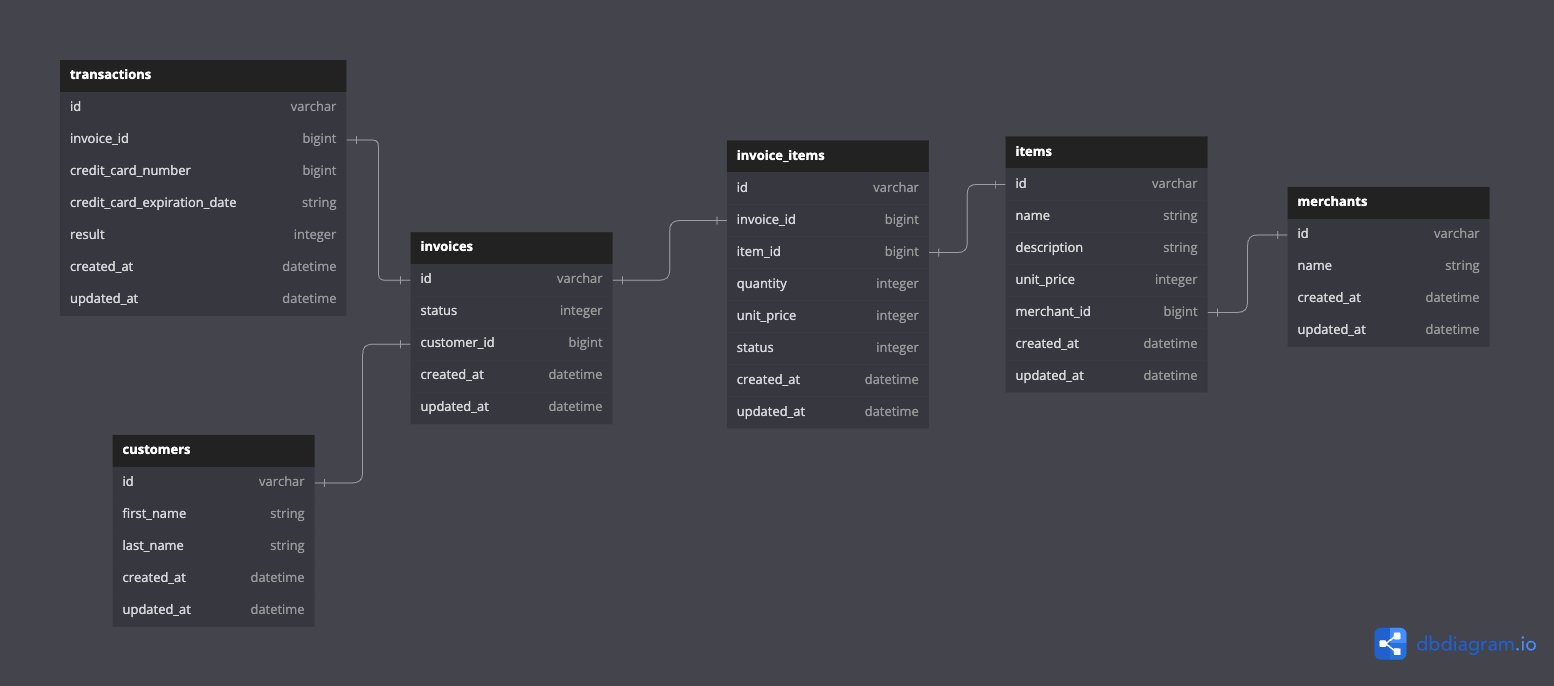 transactions
id varchar
invoice_id bigint
credit_card_number bigint
credit_card_expiration_date string
result integer
created_at datetime
updated_at datetime
invoices
id varchar
status integer
customer_id bigint
created_at datetime
updated_at datetime
customers
id varchar
first_name string
last_name string
created_at datetime
updated_at datetime
invoice_items
id varchar
invoice_id bigint
item_id bigint
quantity integer
unit_price integer
status integer
created_at datetime
updated_at datetime
items
id varchar
name string
description string
unit_price integer
merchant_id bigint
created_at datetime
updated_at datetime
merchants
id varchar
name string
created_at datetime
updated_at datetime
dbdiagram.io